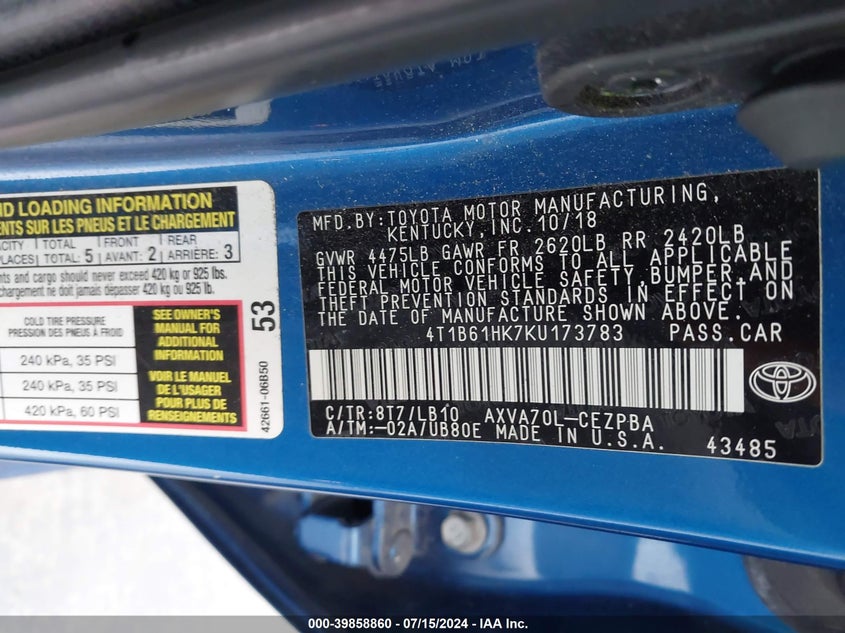 ND LOADING INFORMATION
ENTS SUR LES PNEUS ET LE CHARGEMENT
ACITY TOTAL FRONT REAR
PLACES TOTAL: 5 AVANT: 2 ARRIÈRE: 3
nts and cargo should never exceed 420 kg or 925 lbs.
chargement ne doit jamais dépasser 420 kg ou 925 lb.
COLD TIRE PRESSURE
PRESSION DES PNEUS À FROID
240 kPa, 35 PSI
240 kPa, 35 PSI
420 kPa, 60 PSI
SEE OWNER'S
MANUAL FOR
ADDITIONAL
INFORMATION
VOIR LE MANUEL
DE L'USAGER
POUR PLUS DE
RENSEIGNEMENTS
53
42661-06B50
MFD.BY:TOYOTA MOTOR MANUFACTURING,
KENTUCKY,INC.10/18
GVWR 4475LB GAWR FR 2620LB RR 2420LB
THIS VEHICLE CONFORMS TO ALL APPLICABLE
FEDERAL MOTOR VEHICLE SAFETY,BUMPER,AND
THEFT PREVENTION STANDARDS IN EFFECT ON
THE DATE OF MANUFACTURE SHOWN ABOVE.
4T1B61HK7KU173783 PASS.CAR
C/TR:8T7/LB10 AXVA70L-CEZPBA
A/TM:-02A/UB80E MADE IN U.S.A.
43485
000-39858860 - 07/15/2024 - IAA Inc.